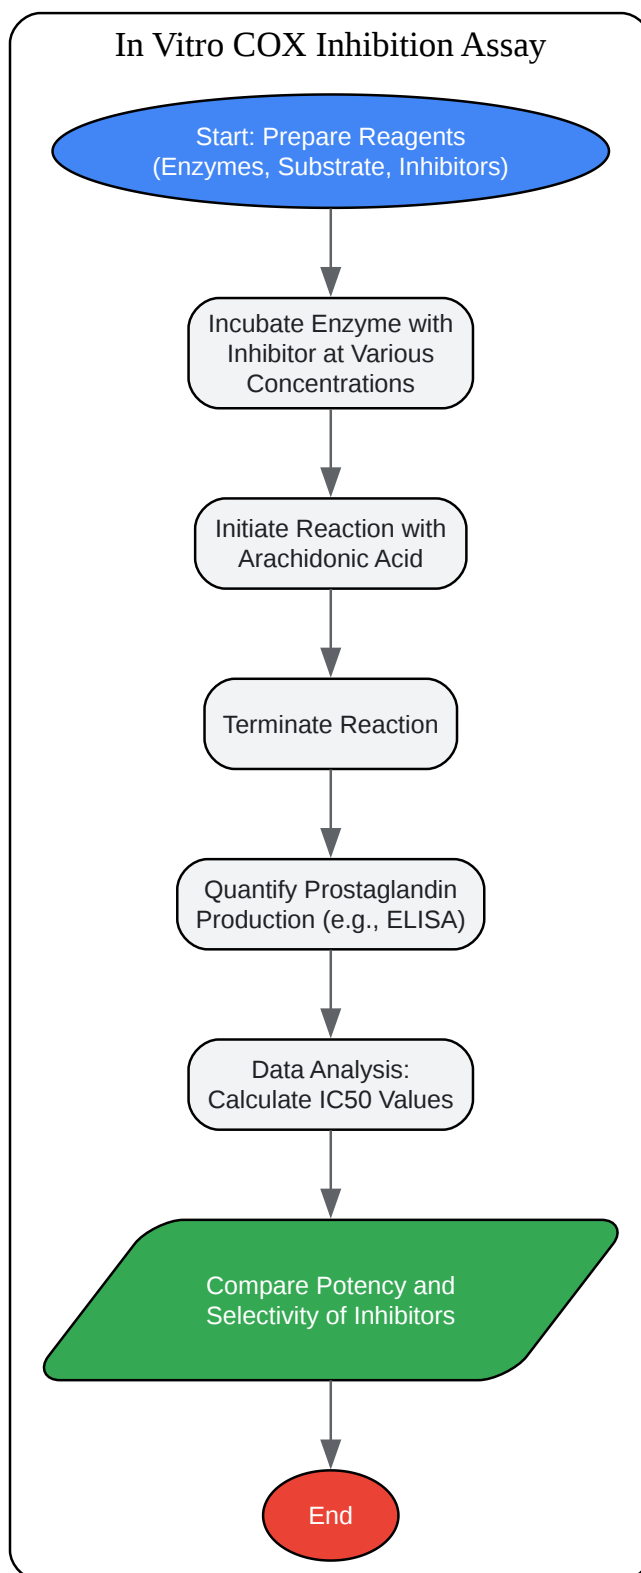 In Vitro COX Inhibition Assay
Start: Prepare Reagents
(Enzymes, Substrate, Inhibitors)
Incubate Enzyme with
Inhibitor at Various
Concentrations
Initiate Reaction with
Arachidonic Acid
Terminate Reaction
Quantify Prostaglandin
Production (e.g., ELISA)
Data Analysis:
Calculate IC50 Values
Compare Potency and
Selectivity of Inhibitors
End